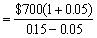 = $700(1 + 0.05)
0.15 – 0.05